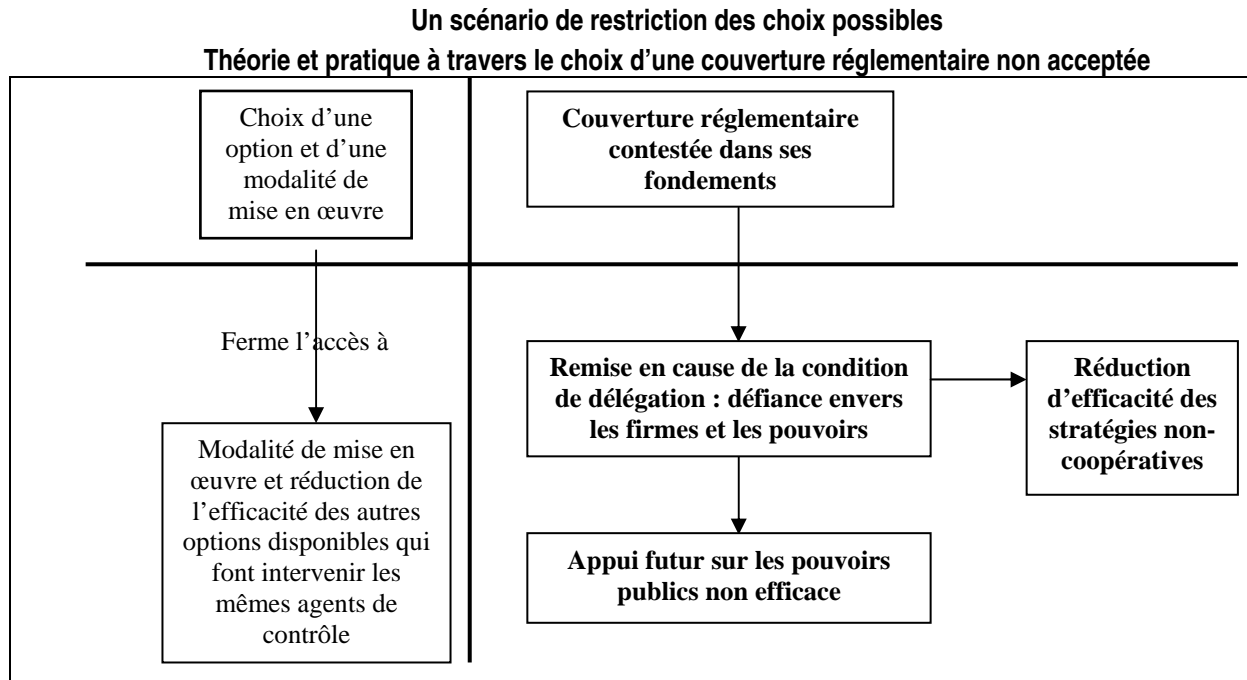 Un scénario de restriction des choix possibles
Théorie et pratique à travers le choix d'une couverture réglementaire non acceptée
Choix d'une
option et d'une
modalité de
mise en œuvre
Couverture réglementaire
contestée dans ses
fondements
Ferme l'accès à
Modalité de mise en
œuvre et réduction de
l'efficacité des autres
options disponibles qui
font intervenir les
mêmes agents de
contrôle
Remise en cause de la condition
de délégation : défiance envers
les firmes et les pouvoirs
Réduction
d'efficacité des
stratégies non-
coopératives
Appui futur sur les pouvoirs
publics non efficace